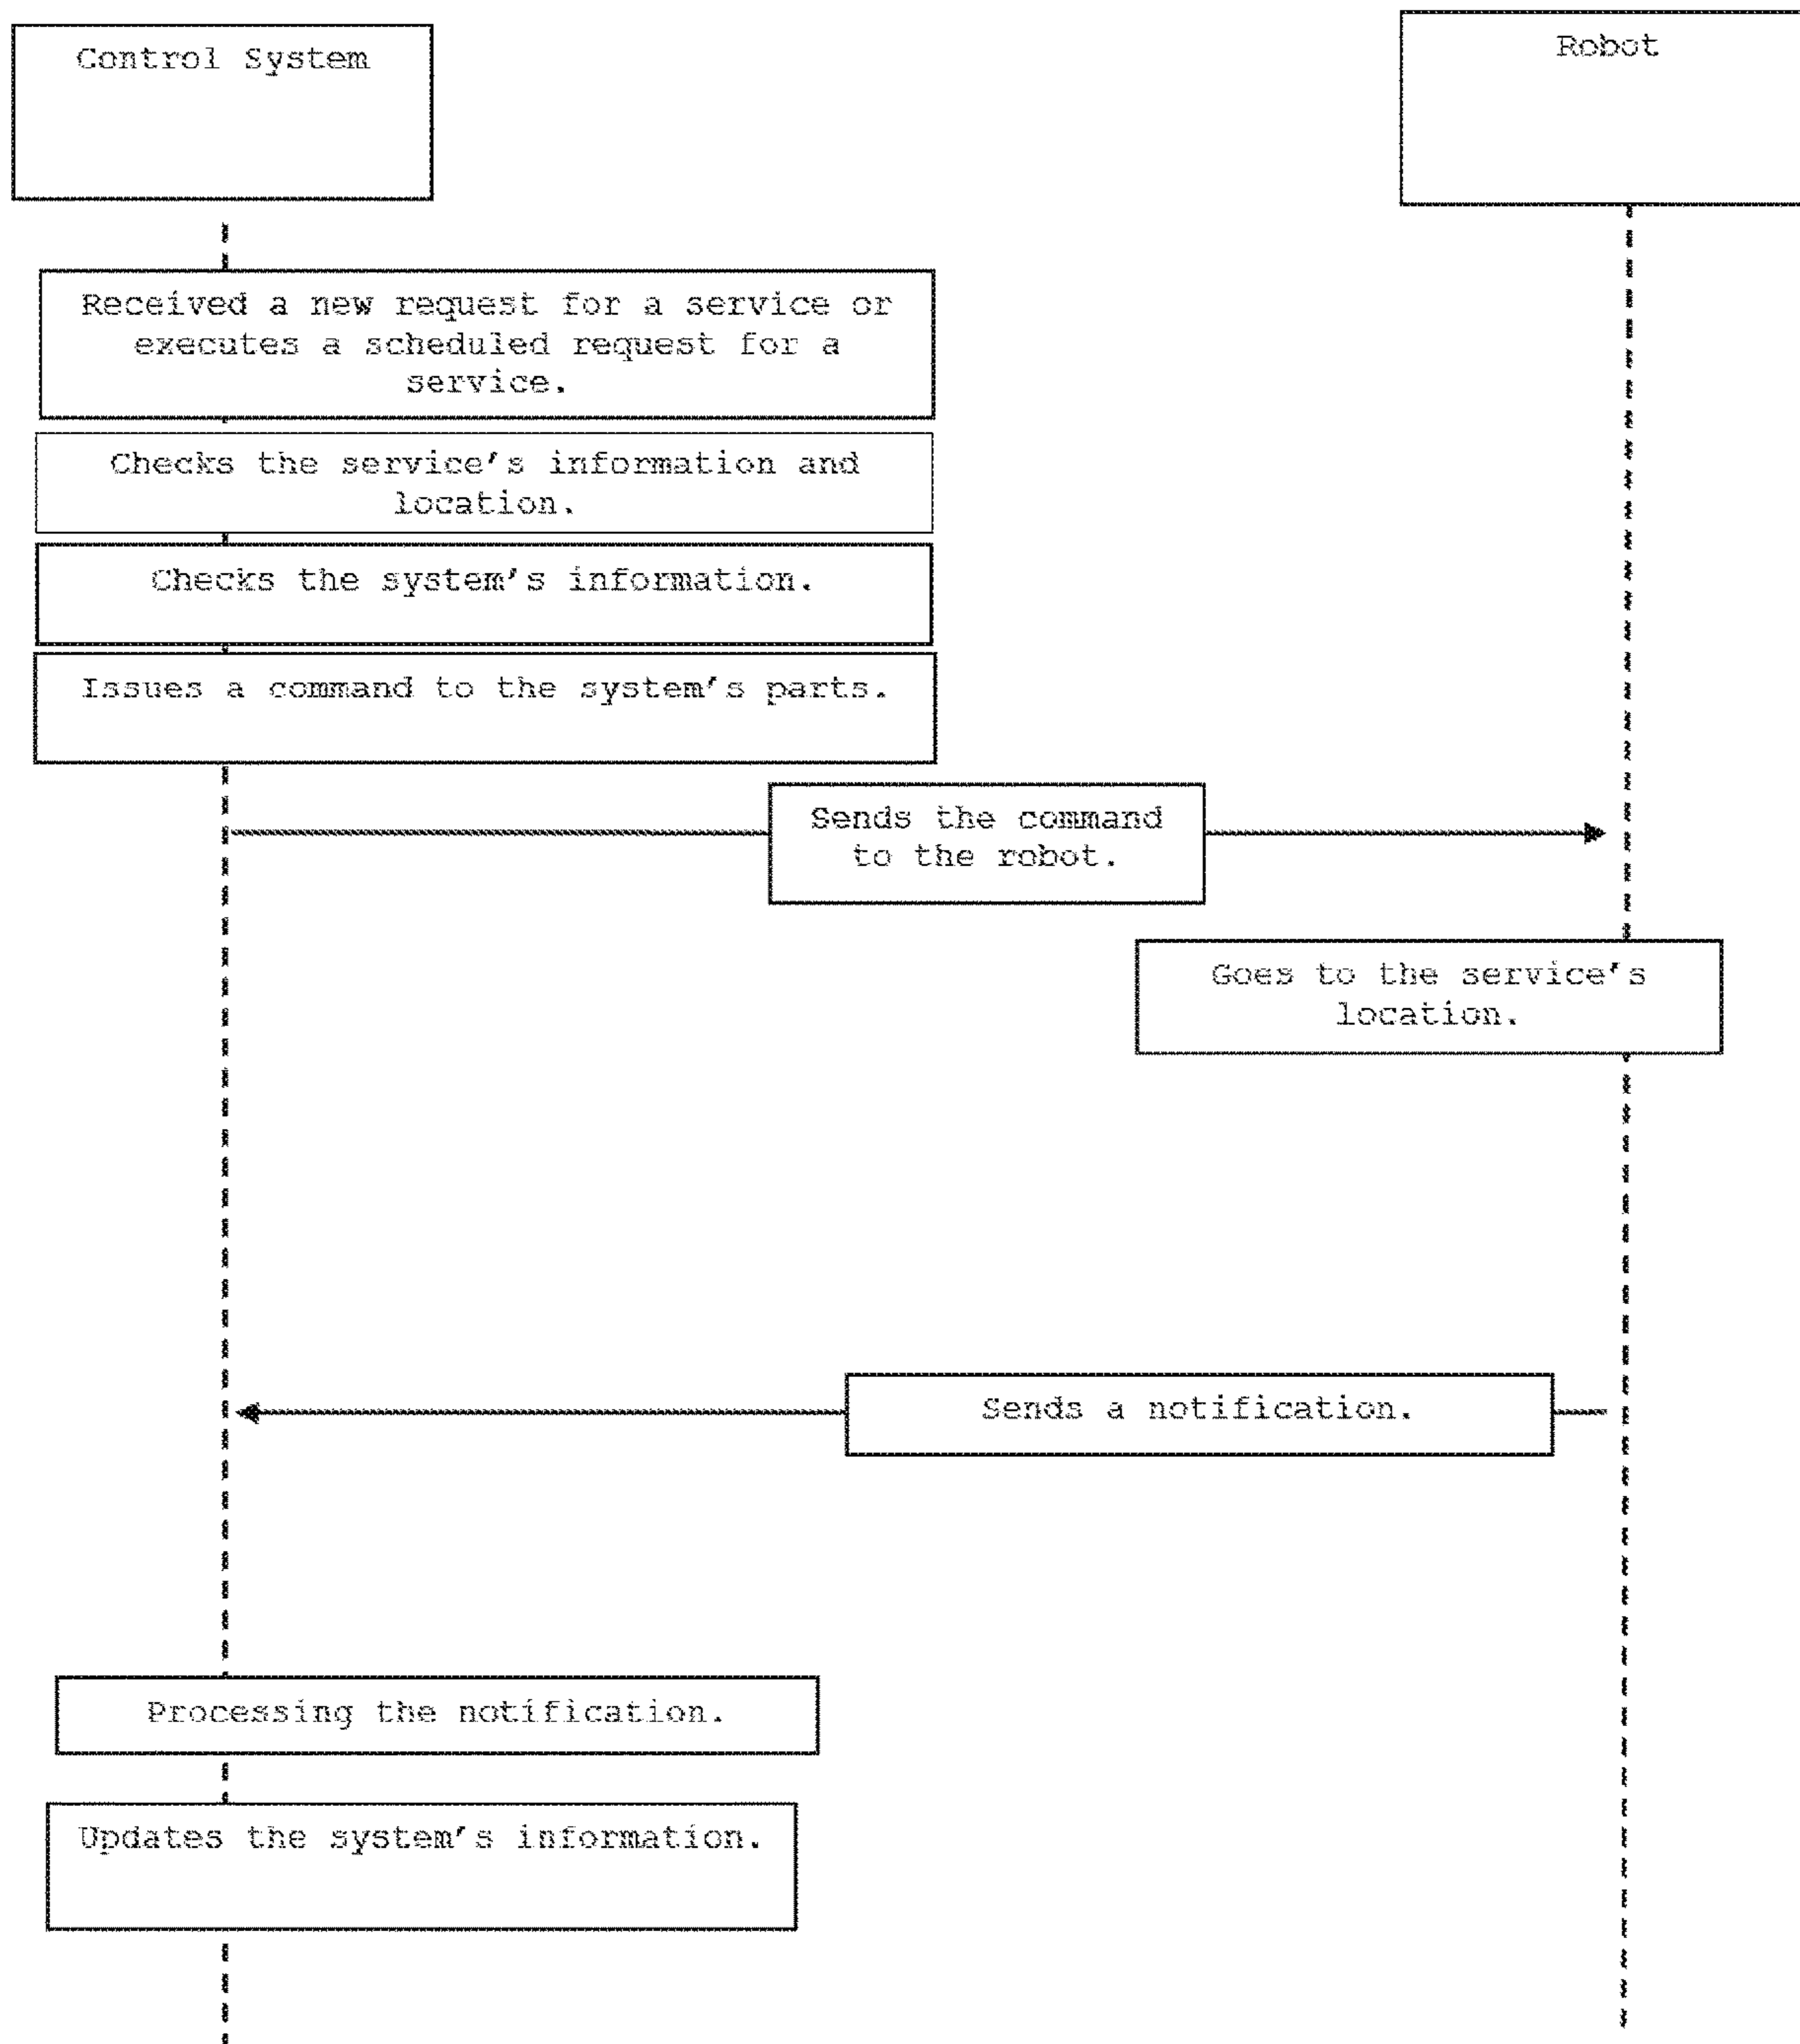 Control System
Robot
Received a new request for a service or
executes a scheduled request for a
service.
Checks the service's information and
location.
Checks the system's information.
Issues a command to the system's parts.
Sends the command
to the robot.
Goes to the service's
location.
Sends a notification.
Processing the notification.
Updates the system's information.